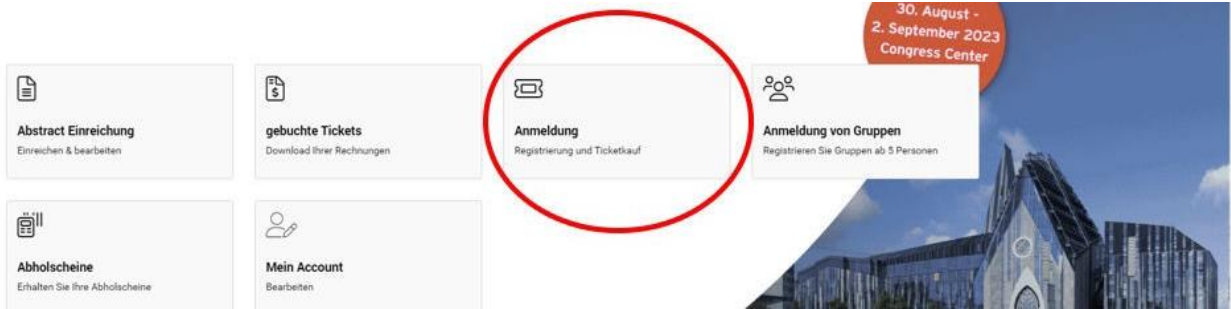 30. August -
2. September 2023
Congress Center
Abstract Einreichung
Einreichen & bearbeiten
gebuchte Tickets
Download Ihrer Rechnungen
Anmeldung
Registrierung und Ticketkauf
Anmeldung von Gruppen
Registrieren Sie Gruppen ab 5 Personen
Abholscheine
Erhalten Sie Ihre Abholscheine
Mein Account
Bearbeiten